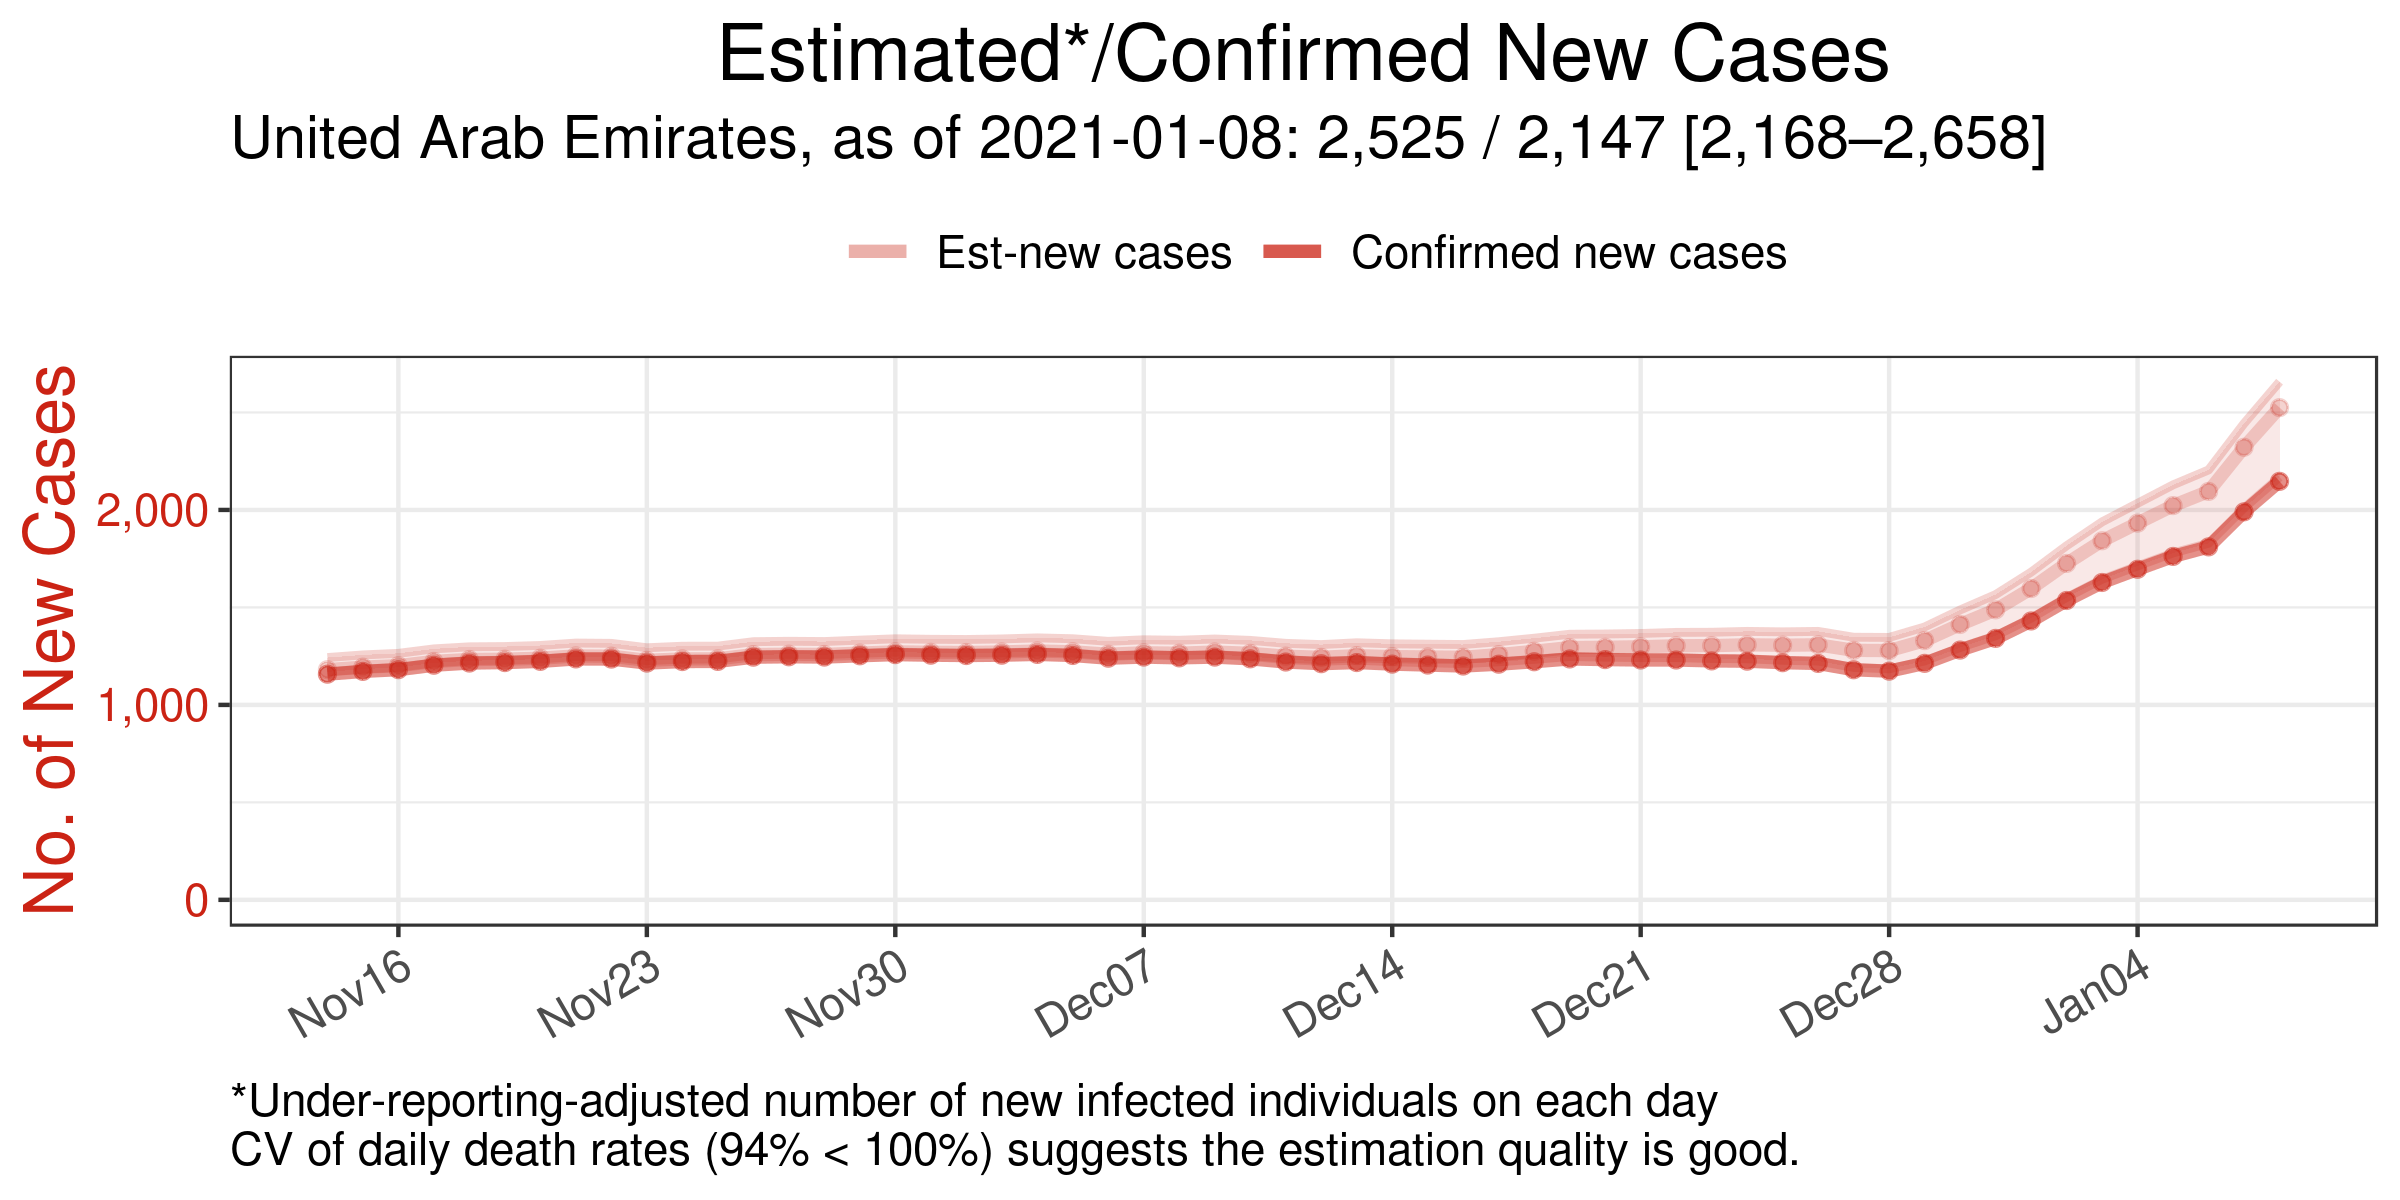 Estimated*/Confirmed New Cases
United Arab Emirates, as of 2021-01-08: 2,525 / 2,147 [2,168–2,658]
Est-new cases
Confirmed new cases
No. of New Cases
2,000
1,000
0
Nov16
Nov23
Nov30
Dec07
Dec14
Dec21
Dec28
Jan04
*Under-reporting-adjusted number of new infected individuals on each day
CV of daily death rates (94% < 100%) suggests the estimation quality is good.